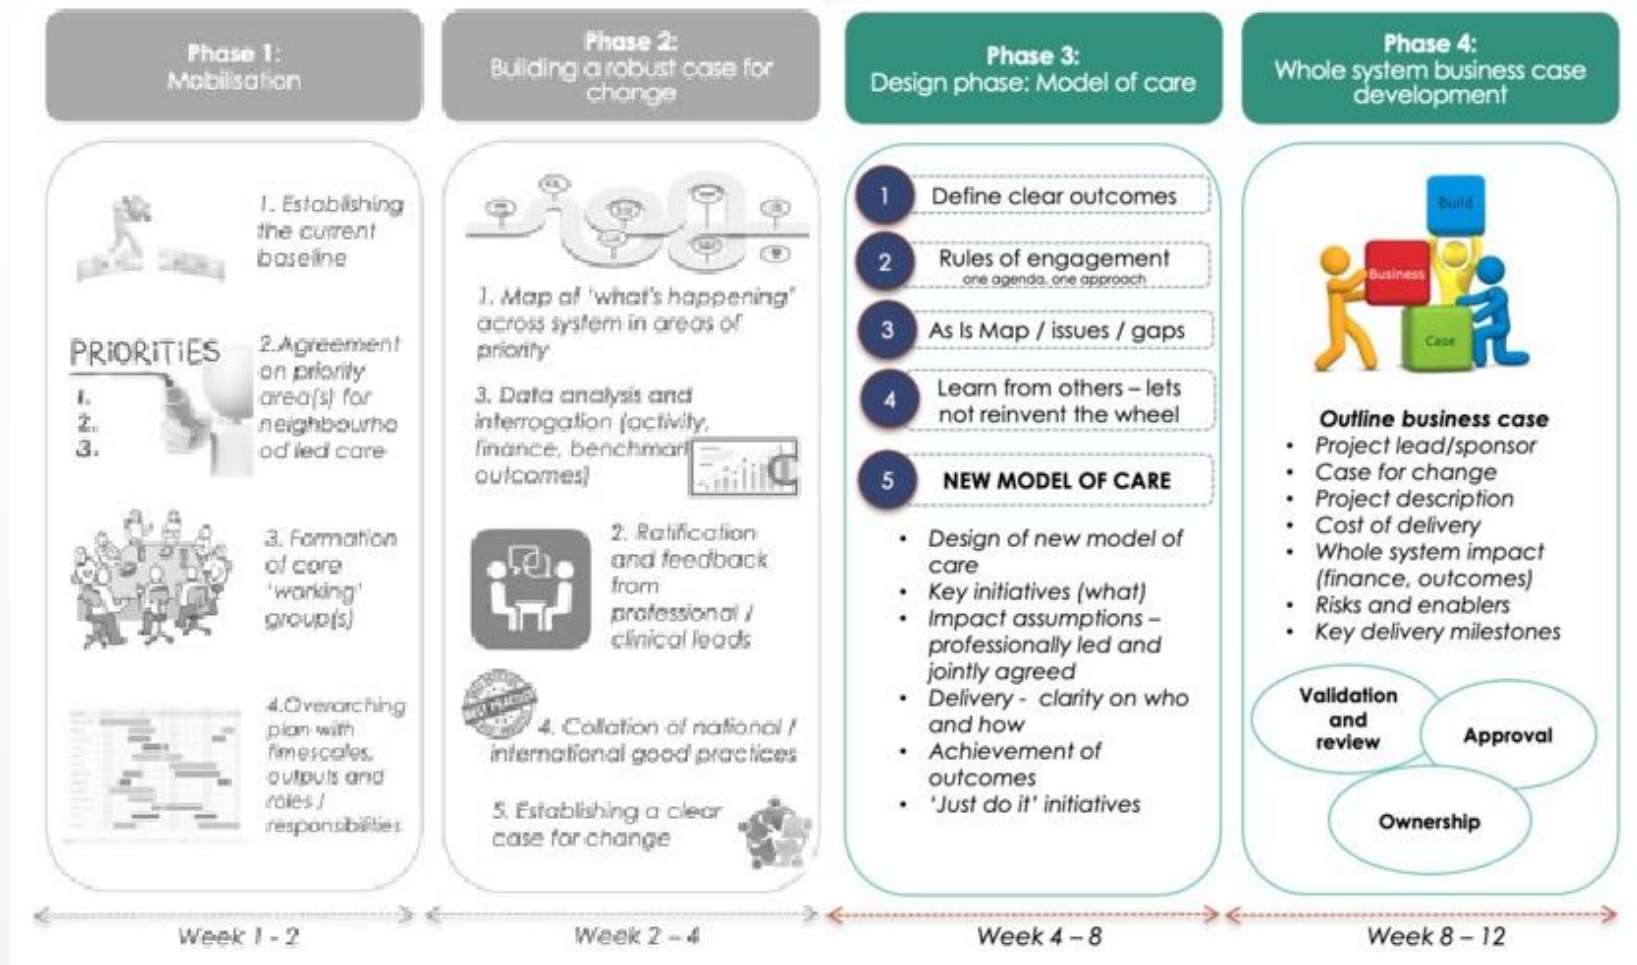 Phase 1:
Mobilisation
1. Establishing
the current
baseline
PRIORITIES
1.
2.
3.
2.Agreement
on priority
area(s) for
neighbourho
od led care
3. Formation
of core
'working'
group(s)
4.Overarching
plan with
timescales,
outputs and
roles /
responsibilities
Week 1 - 2
Phase 2:
Building a robust case for
change
1. Map of 'what's happening'
across system in areas of
priority
3. Data analysis and
interrogation (activity,
finance, benchmark
outcomes)
2. Ratification
and feedback
from
professional /
clinical leads
BEST PRACTICE
4. Collation of national /
international good practices
5. Establishing a clear
case for change
Week 2 – 4
Phase 3:
Design phase: Model of care
1 Define clear outcomes
2 Rules of engagement
one agenda, one approach
3 As Is Map / issues / gaps
4 Learn from others – lets
not reinvent the wheel
5 NEW MODEL OF CARE
• Design of new model of
care
• Key initiatives (what)
• Impact assumptions –
professionally led and
jointly agreed
• Delivery - clarity on who
and how
• Achievement of
outcomes
• 'Just do it' initiatives
Week 4 – 8
Phase 4:
Whole system business case
development
Build
Business
Case
Outline business case
• Project lead/sponsor
• Case for change
• Project description
• Cost of delivery
• Whole system impact
(finance, outcomes)
• Risks and enablers
• Key delivery milestones
Validation
and
review
Approval
Ownership
Week 8 – 12